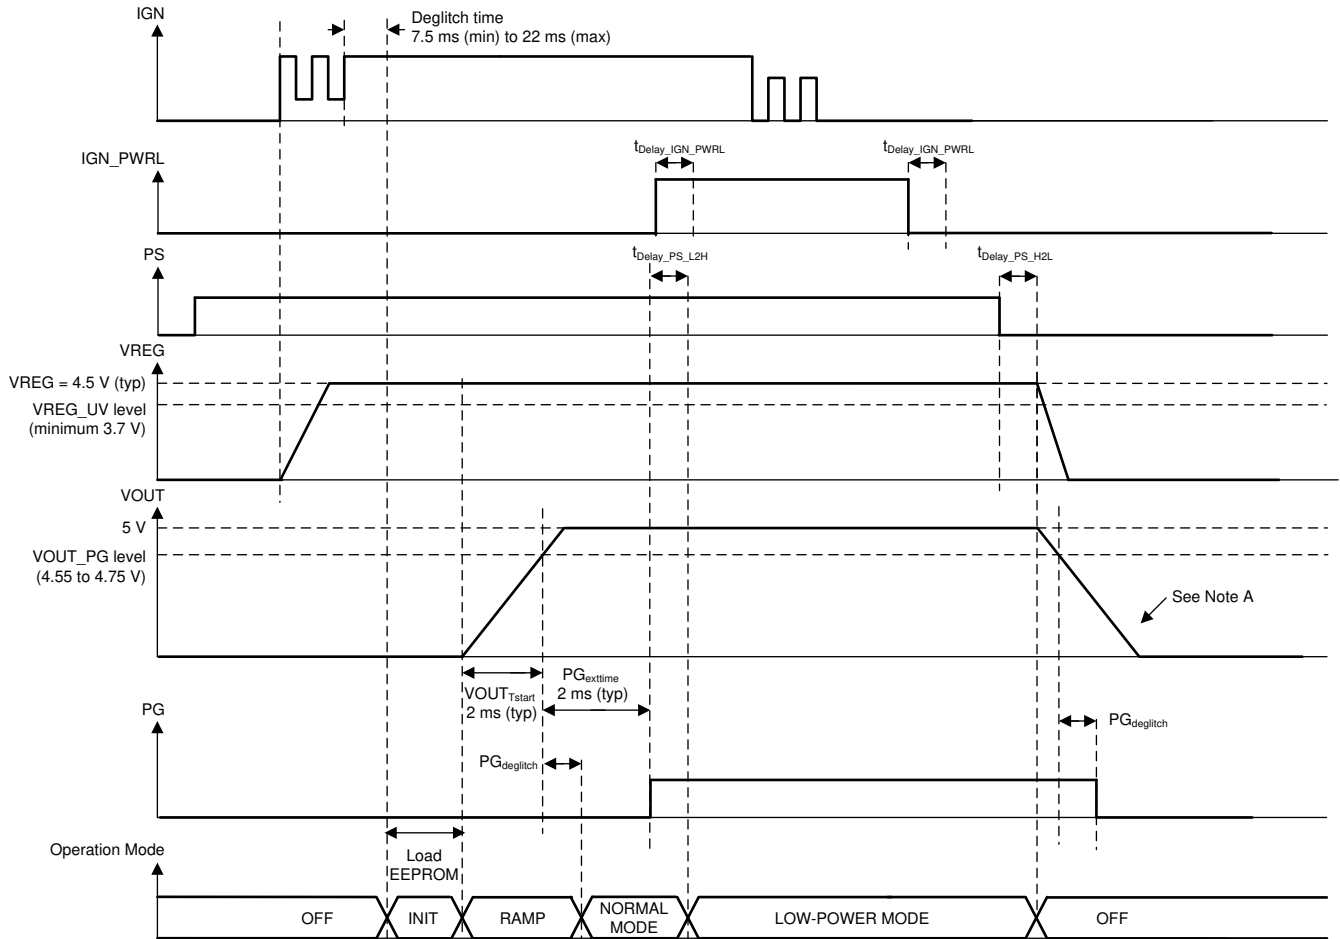 IGN
Deglitch time
7.5 ms (min) to 22 ms (max)
IGN_PWRL
tDelay_IGN_PWRL
tDelay_IGN_PWRL
PS
tDelay_PS_L2H
tDelay_PS_H2L
VREG
VREG = 4.5 V (typ)
VREG_UV level
(minimum 3.7 V)
VOUT
5 V
VOUT_PG level
(4.55 to 4.75 V)
See Note A
VOUTTstart
2 ms (typ)
PGexttime
2 ms (typ)
PG
PGdeglitch
PGdeglitch
Load
EEPROM
Operation Mode
OFF
INIT
RAMP
NORMAL
MODE
LOW-POWER MODE
OFF